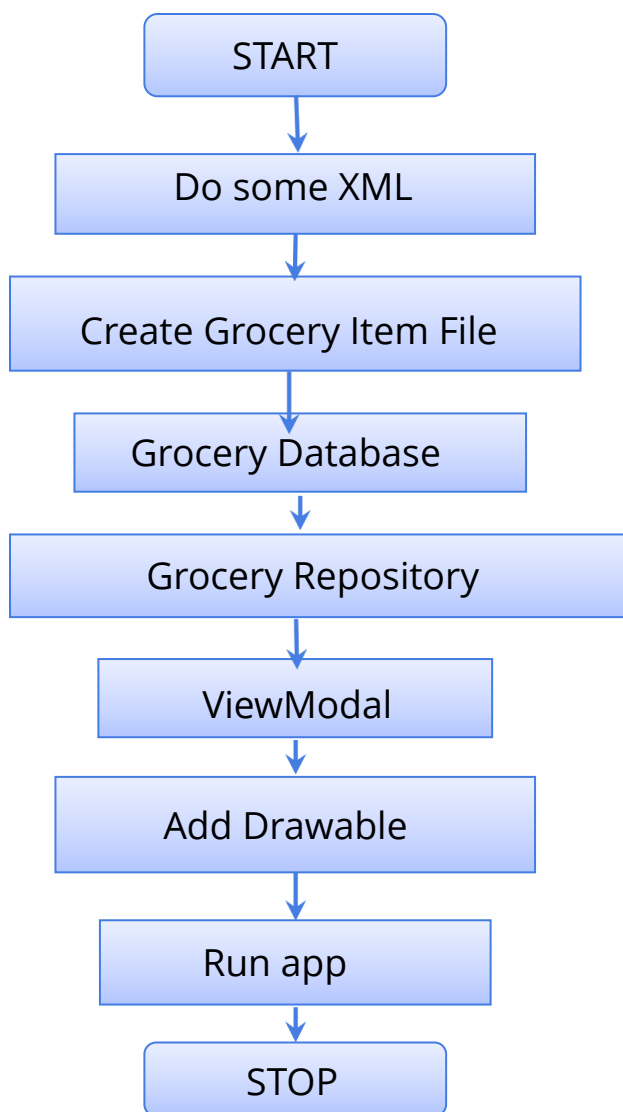 START
Do some XML
Create Grocery Item File
Grocery Database
Grocery Repository
ViewModal
Add Drawable
Run app
STOP